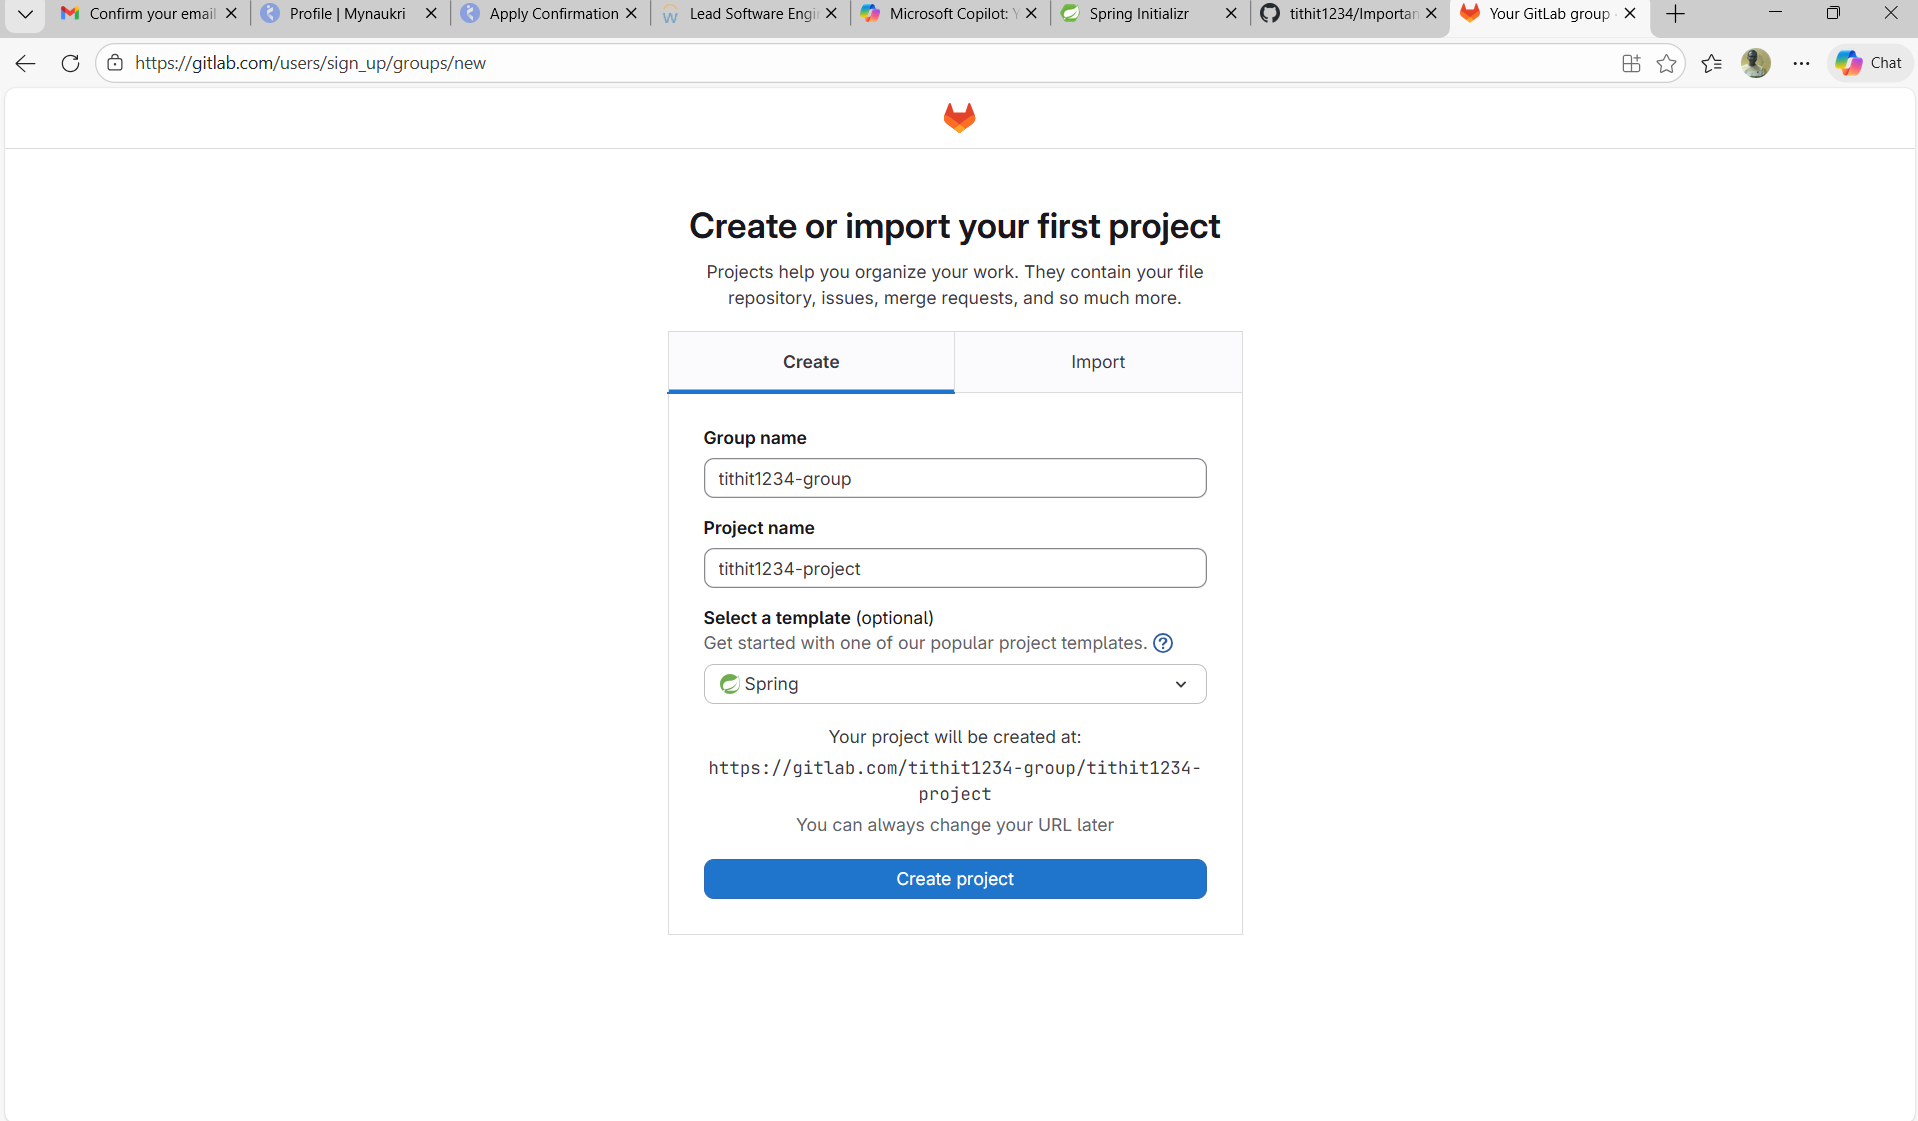 Confirm your email
Profile | Mynaukri
Apply Confirmation
Lead Software Engi
Microsoft Copilot: Y
Spring Initializr
tithit1234/Importan
Your GitLab group
https://gitlab.com/users/sign_up/groups/new
Chat
Create or import your first project
Projects help you organize your work. They contain your file
repository, issues, merge requests, and so much more.
Create
Import
Group name
tithit1234-group
Project name
tithit1234-project
Select a template (optional)
Get started with one of our popular project templates.
Spring
Your project will be created at:
https://gitlab.com/tithit1234-group/tithit1234-
project
You can always change your URL later
Create project